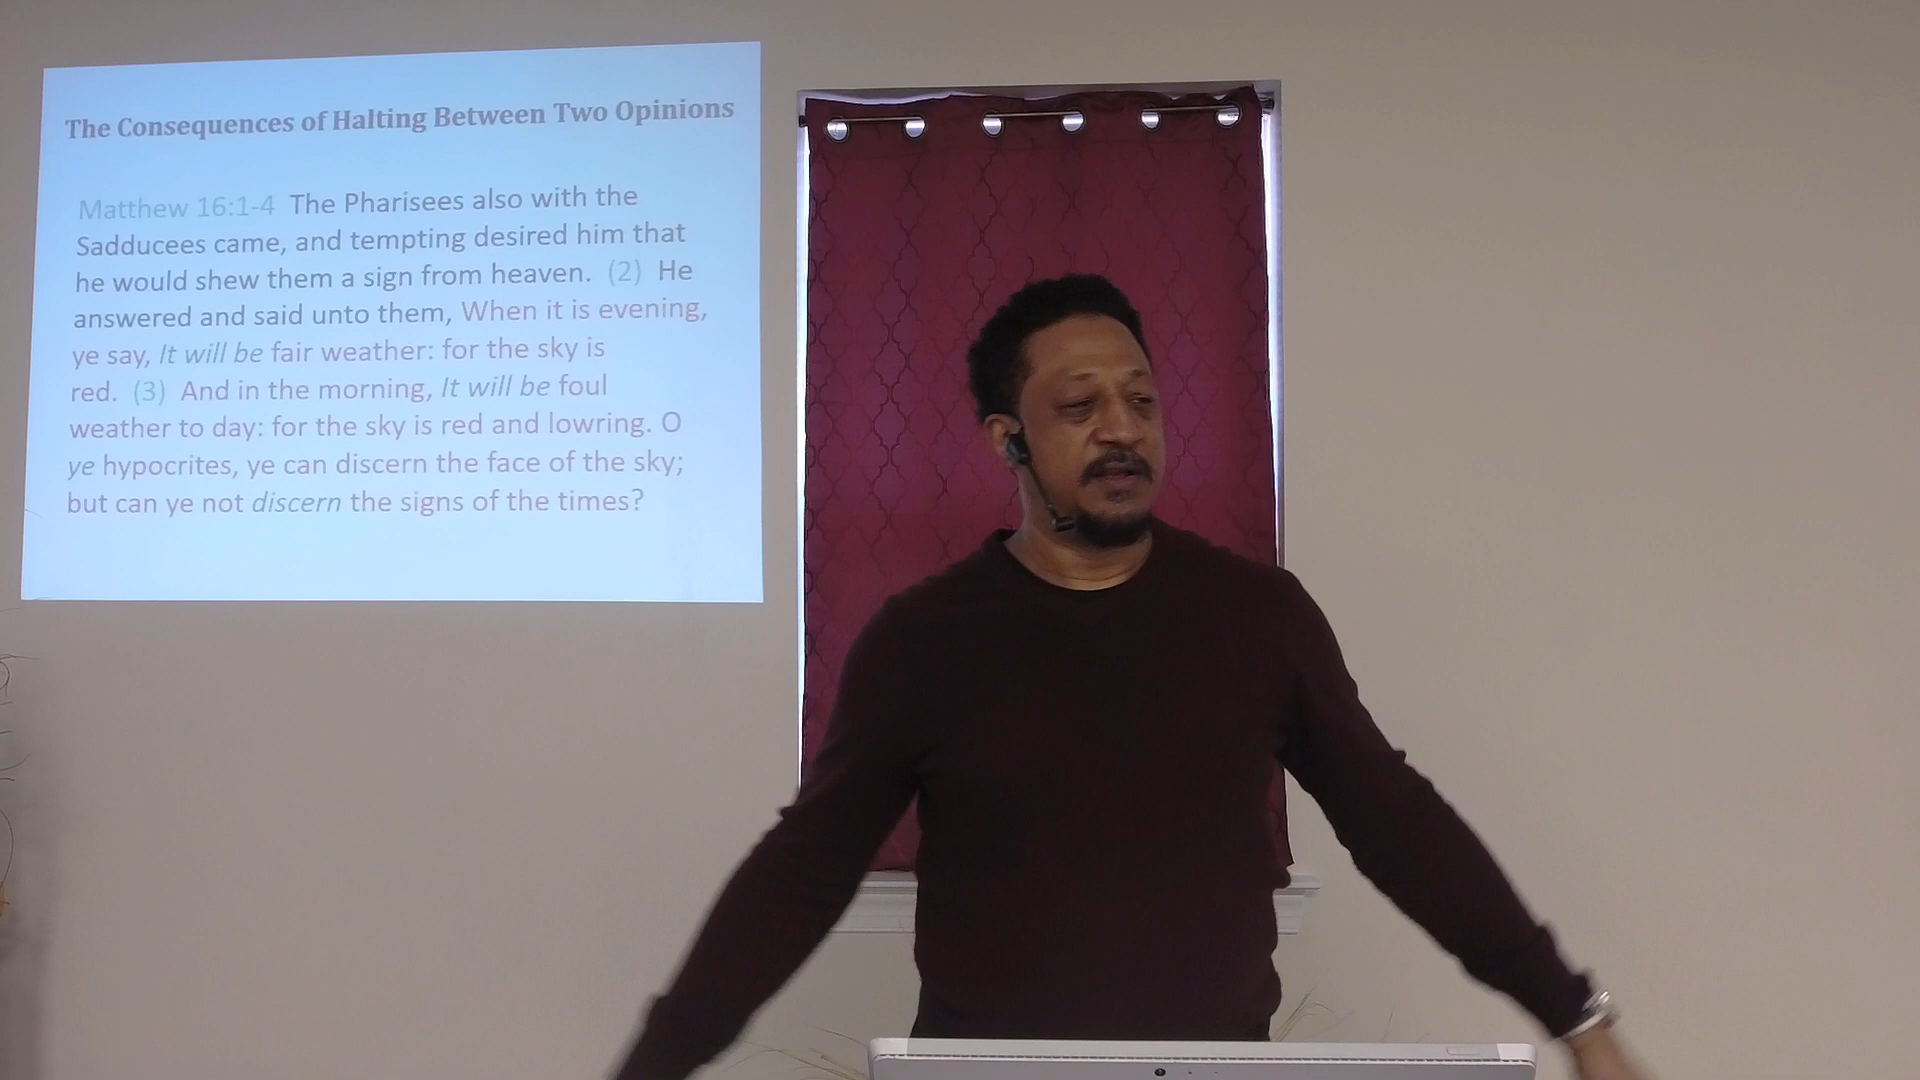 The Consequences of Halting Between Two Opinions
Matthew 16:1-4 The Pharisees also with the
Sadducees came, and tempting desired him that
he would shew them a sign from heaven. (2) He
answered and said unto them, When it is evening,
ye say, It will be fair weather: for the sky is
red. (3) And in the morning, It will be foul
weather to day: for the sky is red and lowring. O
ye hypocrites, ye can discern the face of the sky;
but can ye not discern the signs of the times?